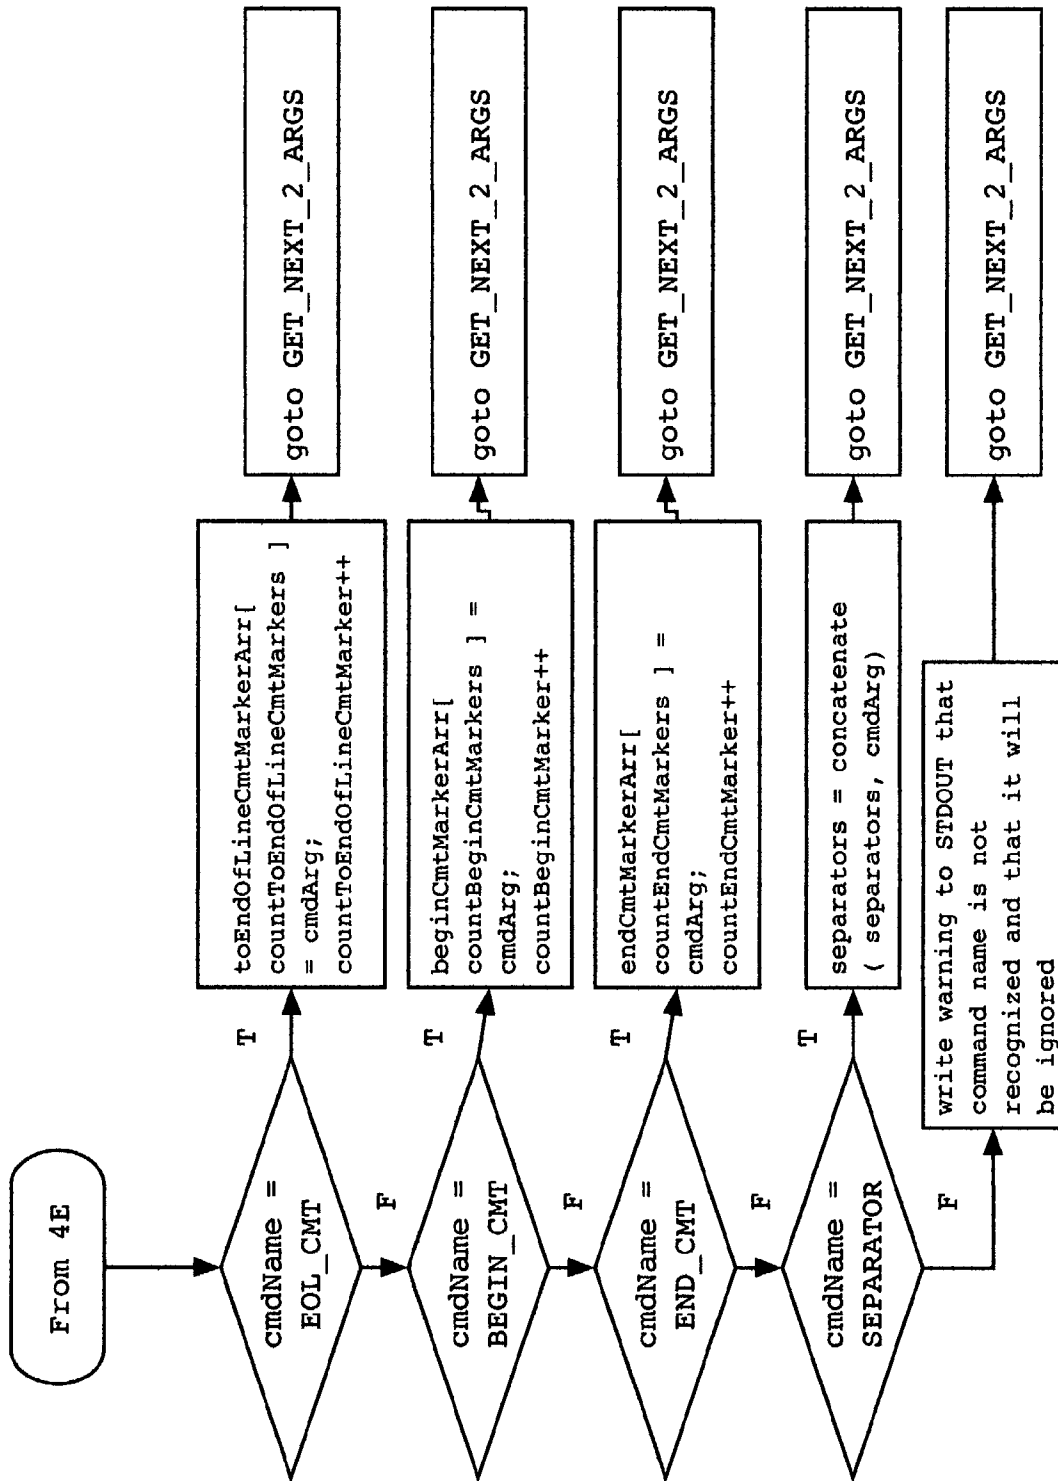 From 4E
cmdName =
EOL_CMT
T
toEndOfLineCmtMarkerArr[
countToEndOfLineCmtMarkers ]
= cmdArg;
countToEndOfLineCmtMarker++
goto GET_NEXT_2_ARGS
F
cmdName =
BEGIN_CMT
T
beginCmtMarkerArr[
countBeginCmtMarkers ] =
cmdArg;
countBeginCmtMarker++
goto GET_NEXT_2_ARGS
F
cmdName =
END_CMT
T
endCmtMarkerArr[
countEndCmtMarkers ] =
cmdArg;
countEndCmtMarker++
goto GET_NEXT_2_ARGS
F
cmdName =
SEPARATOR
T
separators = concatenate
( separators, cmdArg)
goto GET_NEXT_2_ARGS
F
write warning to STDOUT that
command name is not
recognized and that it will
be ignored
goto GET_NEXT_2_ARGS